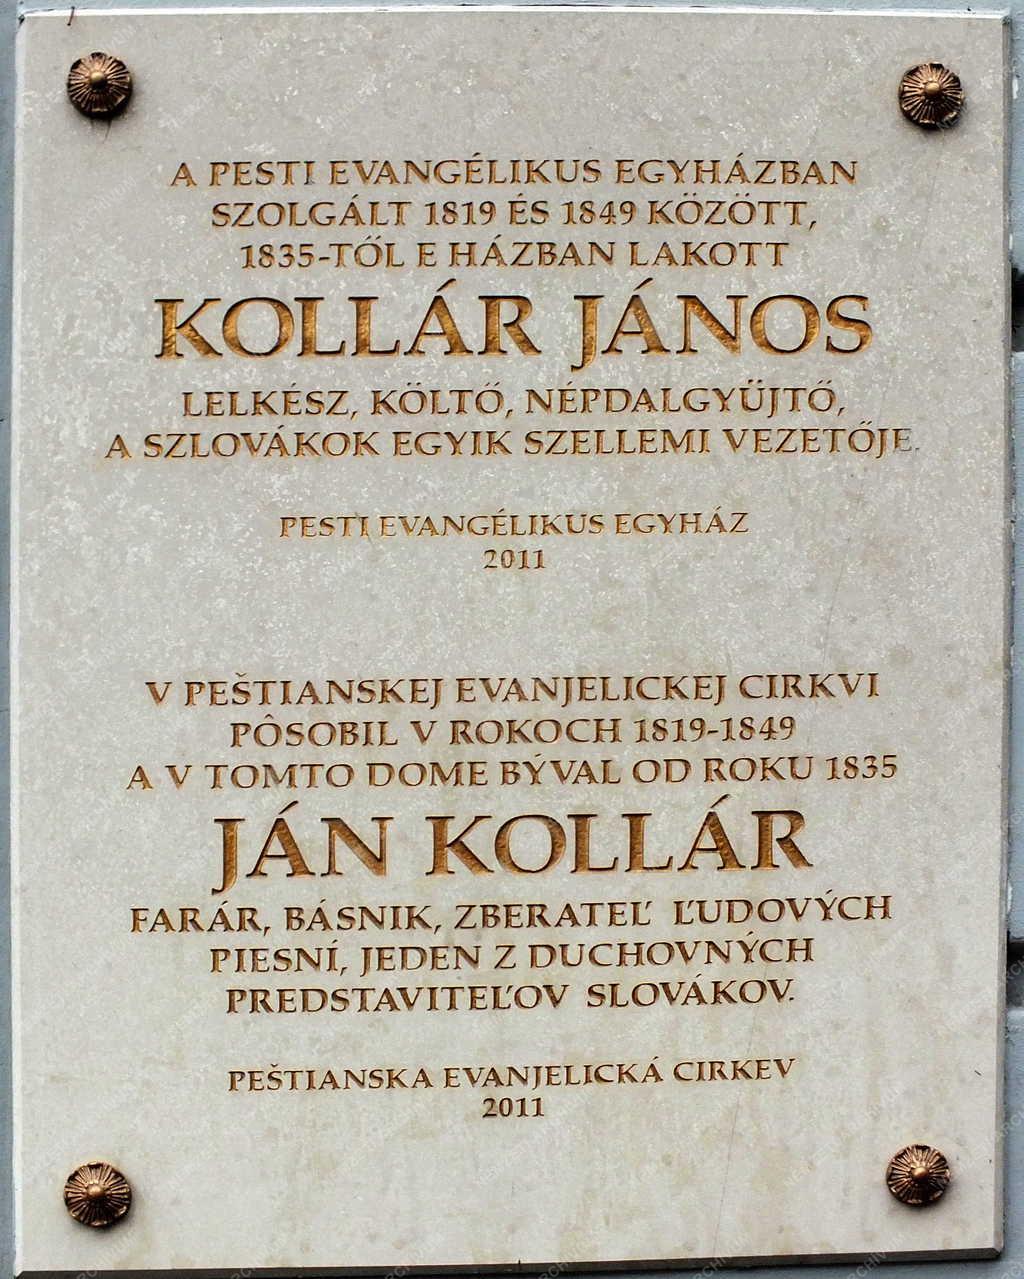 A PESTI EVANGÉLIKUS EGYHÁZBAN
SZOLGÁLT 1819 ÉS 1849 KÖZÖTT,
1835-TŐL E HÁZBAN LAKOTT
KOLLÁR JÁNOS
LELKÉSZ, KÖLTŐ, NÉPDALGYŰJTŐ,
A SZLOVÁKOK EGYIK SZELLEMI VEZETŐJE.
PESTI EVANGÉLIKUS EGYHÁZ
2011
V PEŠTIANSKEJ EVANJELICKEJ CIRKVI
PÔSOBIL V ROKOCH 1819-1849
A V TOMTO DOME BÝVAL OD ROKU 1835
JÁN KOLLÁR
FARÁR, BÁSNIK, ZBERATEĽ ĽUDOVÝCH
PIESNÍ, JEDEN Z DUCHOVNÝCH
PREDSTAVITEĽOV SLOVÁKOV.
PEŠTIANSKA EVANJELICKÁ CIRKEV
2011